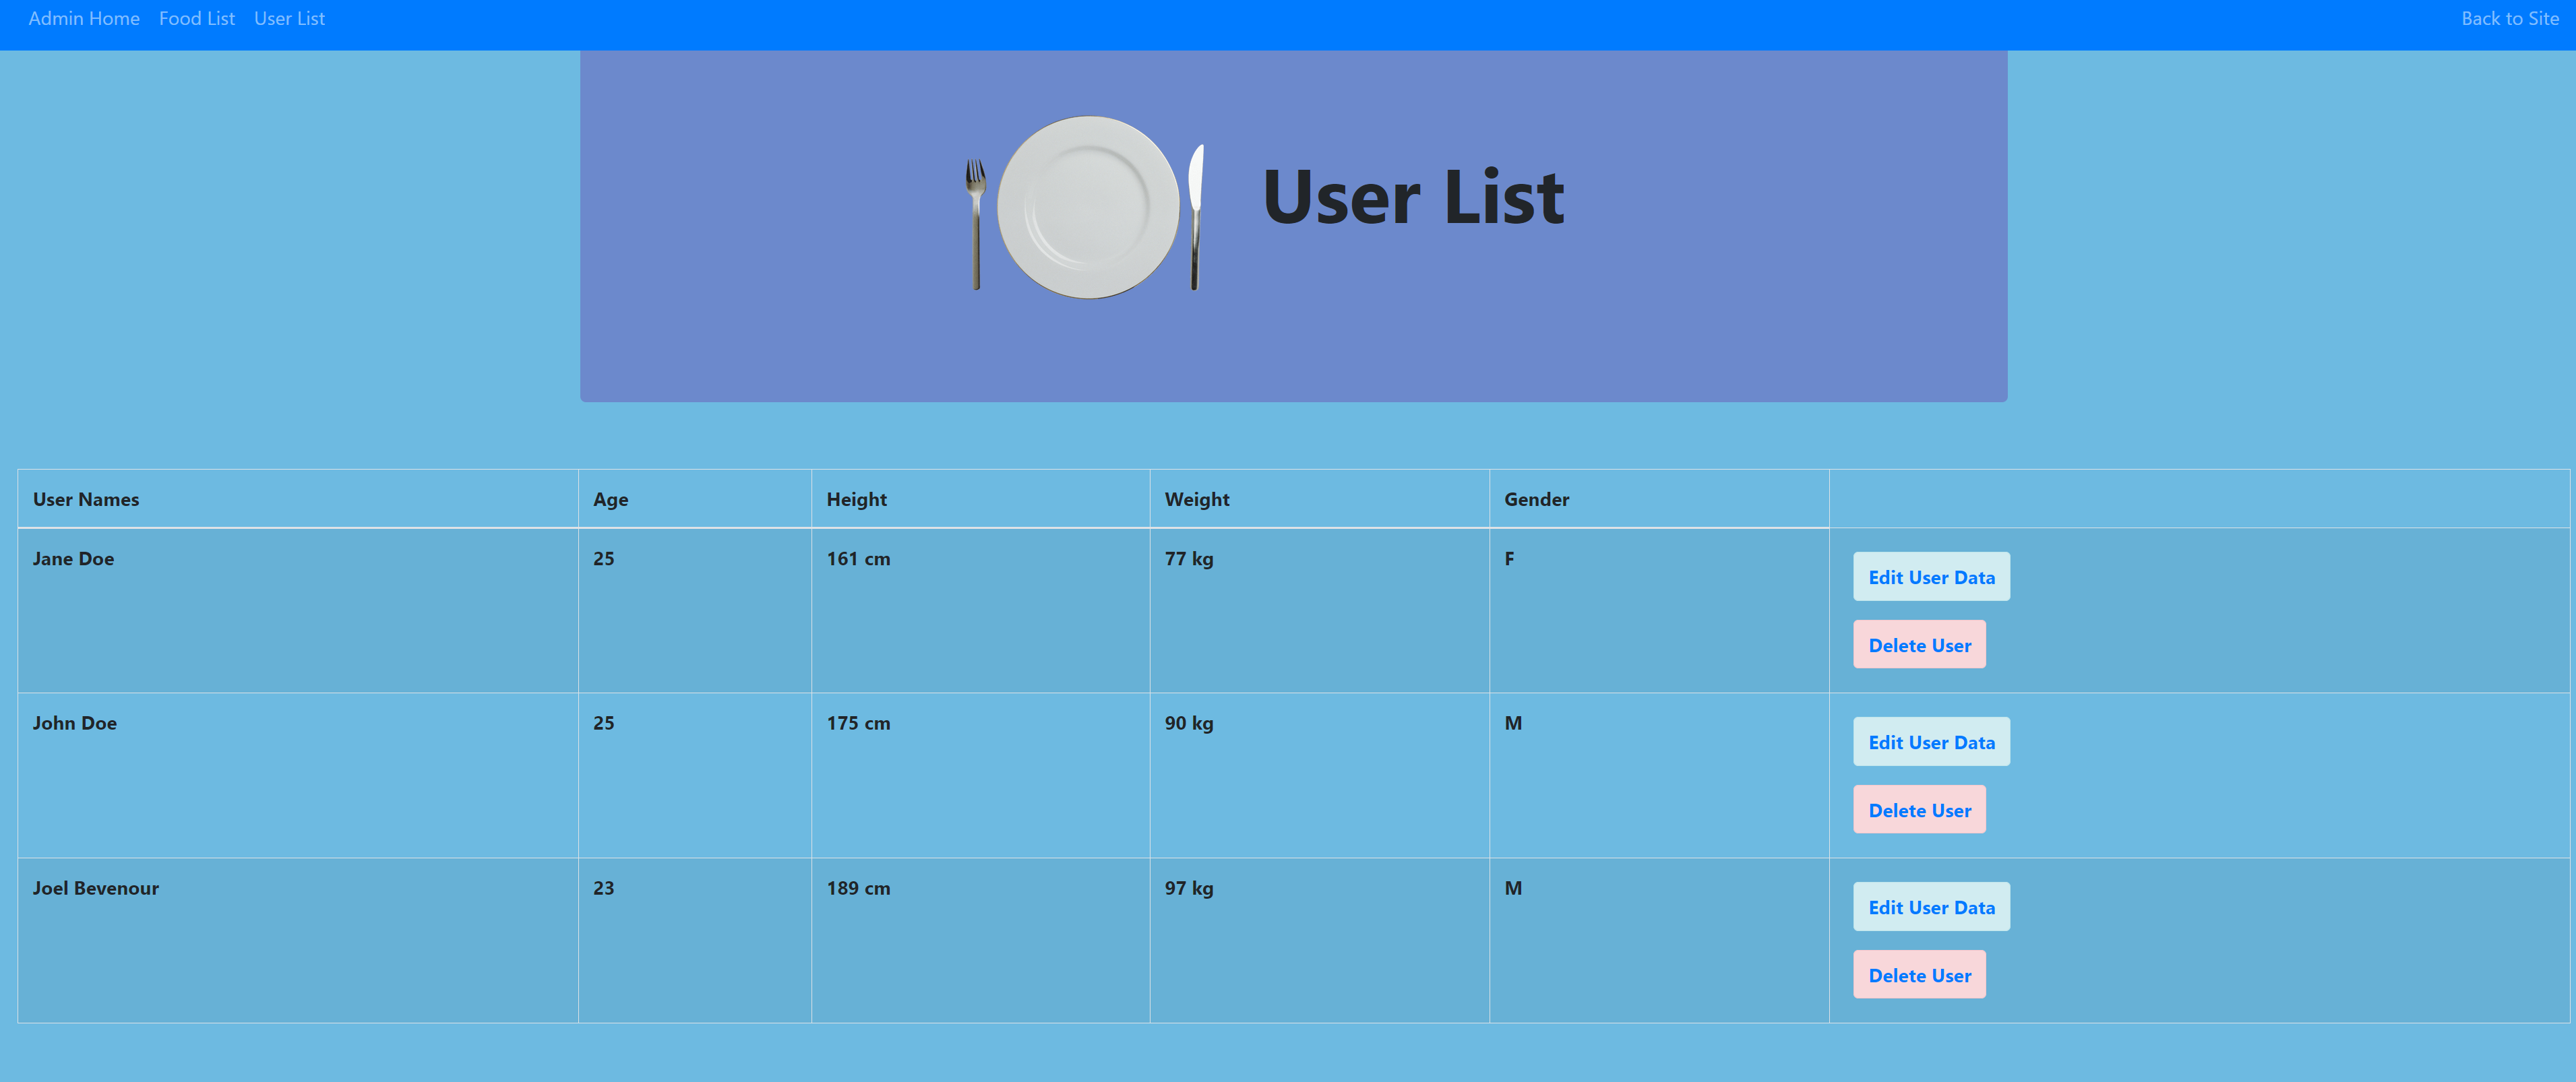 Admin Home Food List User List Back to Site
User List
User Names Age Height Weight Gender
Jane Doe 25 161 cm 77 kg F
Edit User Data
Delete User
John Doe 25 175 cm 90 kg M
Edit User Data
Delete User
Joel Bevenour 23 189 cm 97 kg M
Edit User Data
Delete User